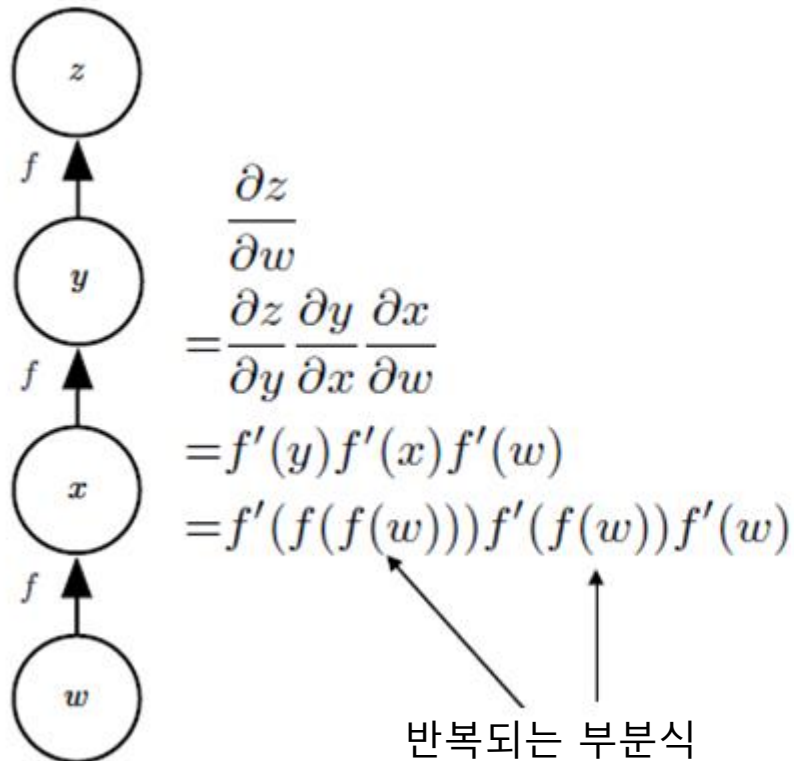 z
f
y
f
x
f
w
∂z/∂w
=∂z/∂y ∂y/∂x ∂x/∂w
=f′(y)f′(x)f′(w)
=f′(f(f(w)))f′(f(w))f′(w)
반복되는 부분식